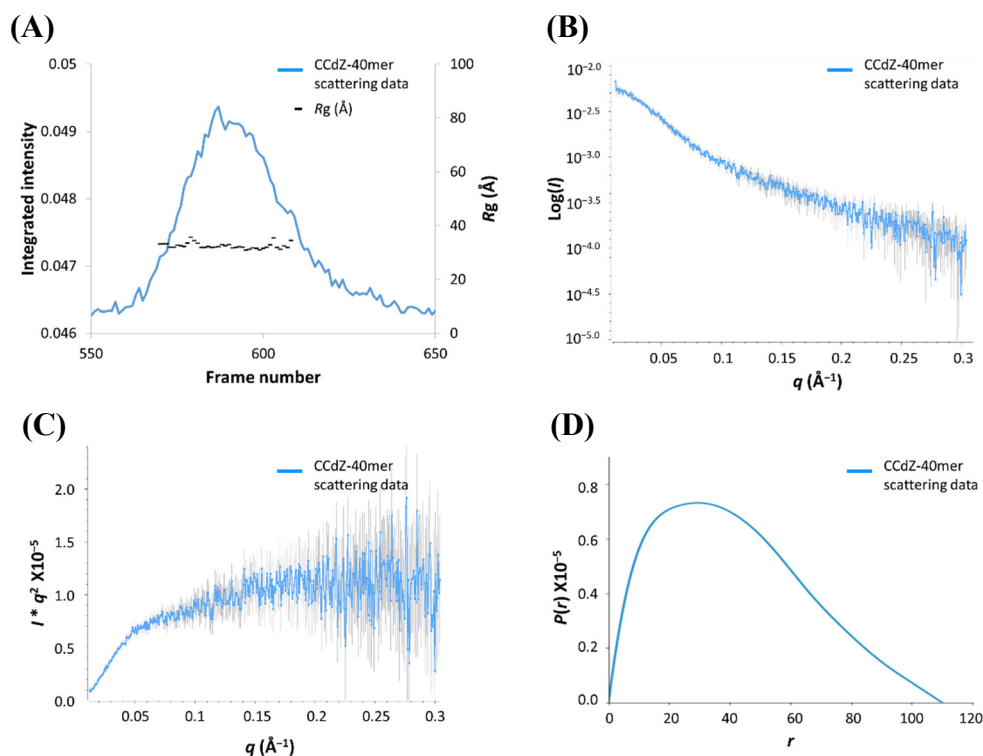 (A)
CCdZ-40mer
scattering data
Rg (Å)
Integrated intensity
0.05
0.049
0.048
0.047
0.046
100
80
60
40
20
0
Rg (Å)
550
600
650
Frame number
(B)
CCdZ-40mer
scattering data
Log(I)
10⁻²·⁰
10⁻²·⁵
10⁻³·⁰
10⁻³·⁵
10⁻⁴·⁰
10⁻⁴·⁵
10⁻⁵·⁰
0.05
0.1
0.15
0.2
0.25
0.3
q (Å⁻¹)
(C)
CCdZ-40mer
scattering data
I * q² X10⁻⁵
2.0
1.5
1.0
0.5
0.0
0.05
0.1
0.15
0.2
0.25
0.3
q (Å⁻¹)
(D)
CCdZ-40mer
scattering data
P(r) X10⁻⁵
0.8
0.6
0.4
0.2
0.0
0
20
40
60
80
100
120
r